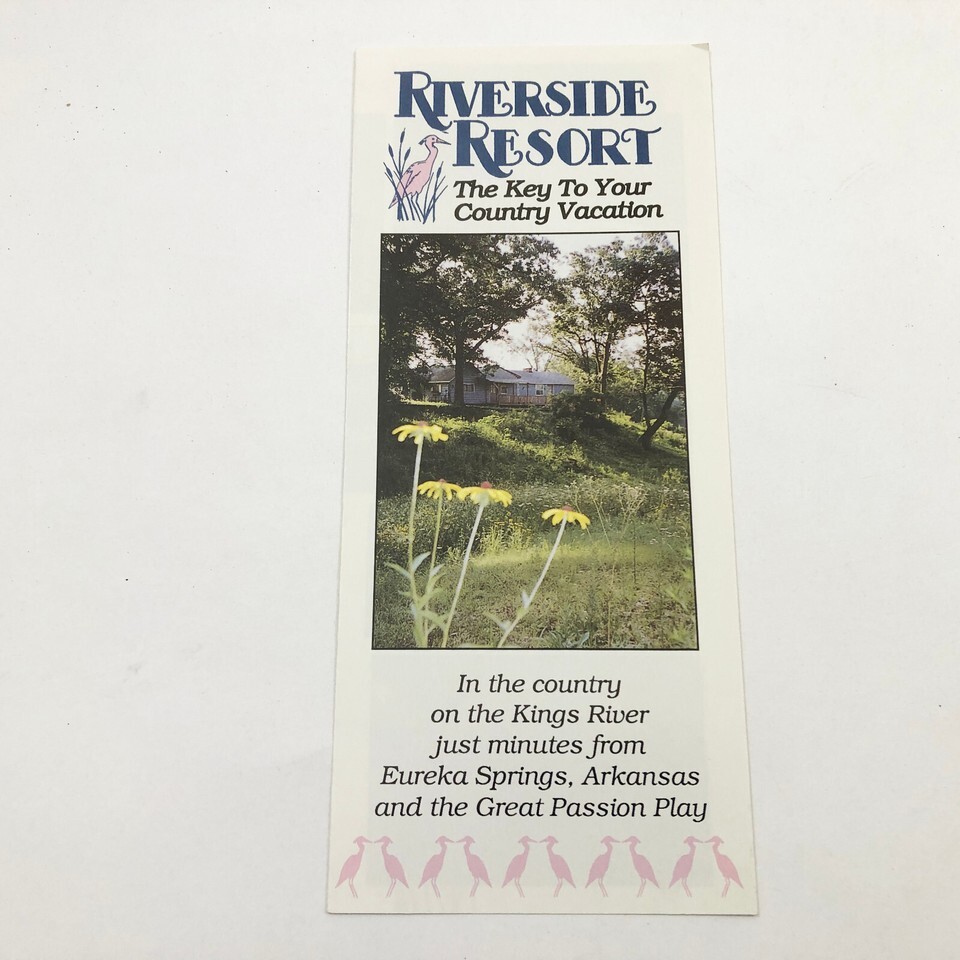 RIVERSIDE
RESORT
The Key To Your
Country Vacation
In the country
on the Kings River
just minutes from
Eureka Springs, Arkansas
and the Great Passion Play